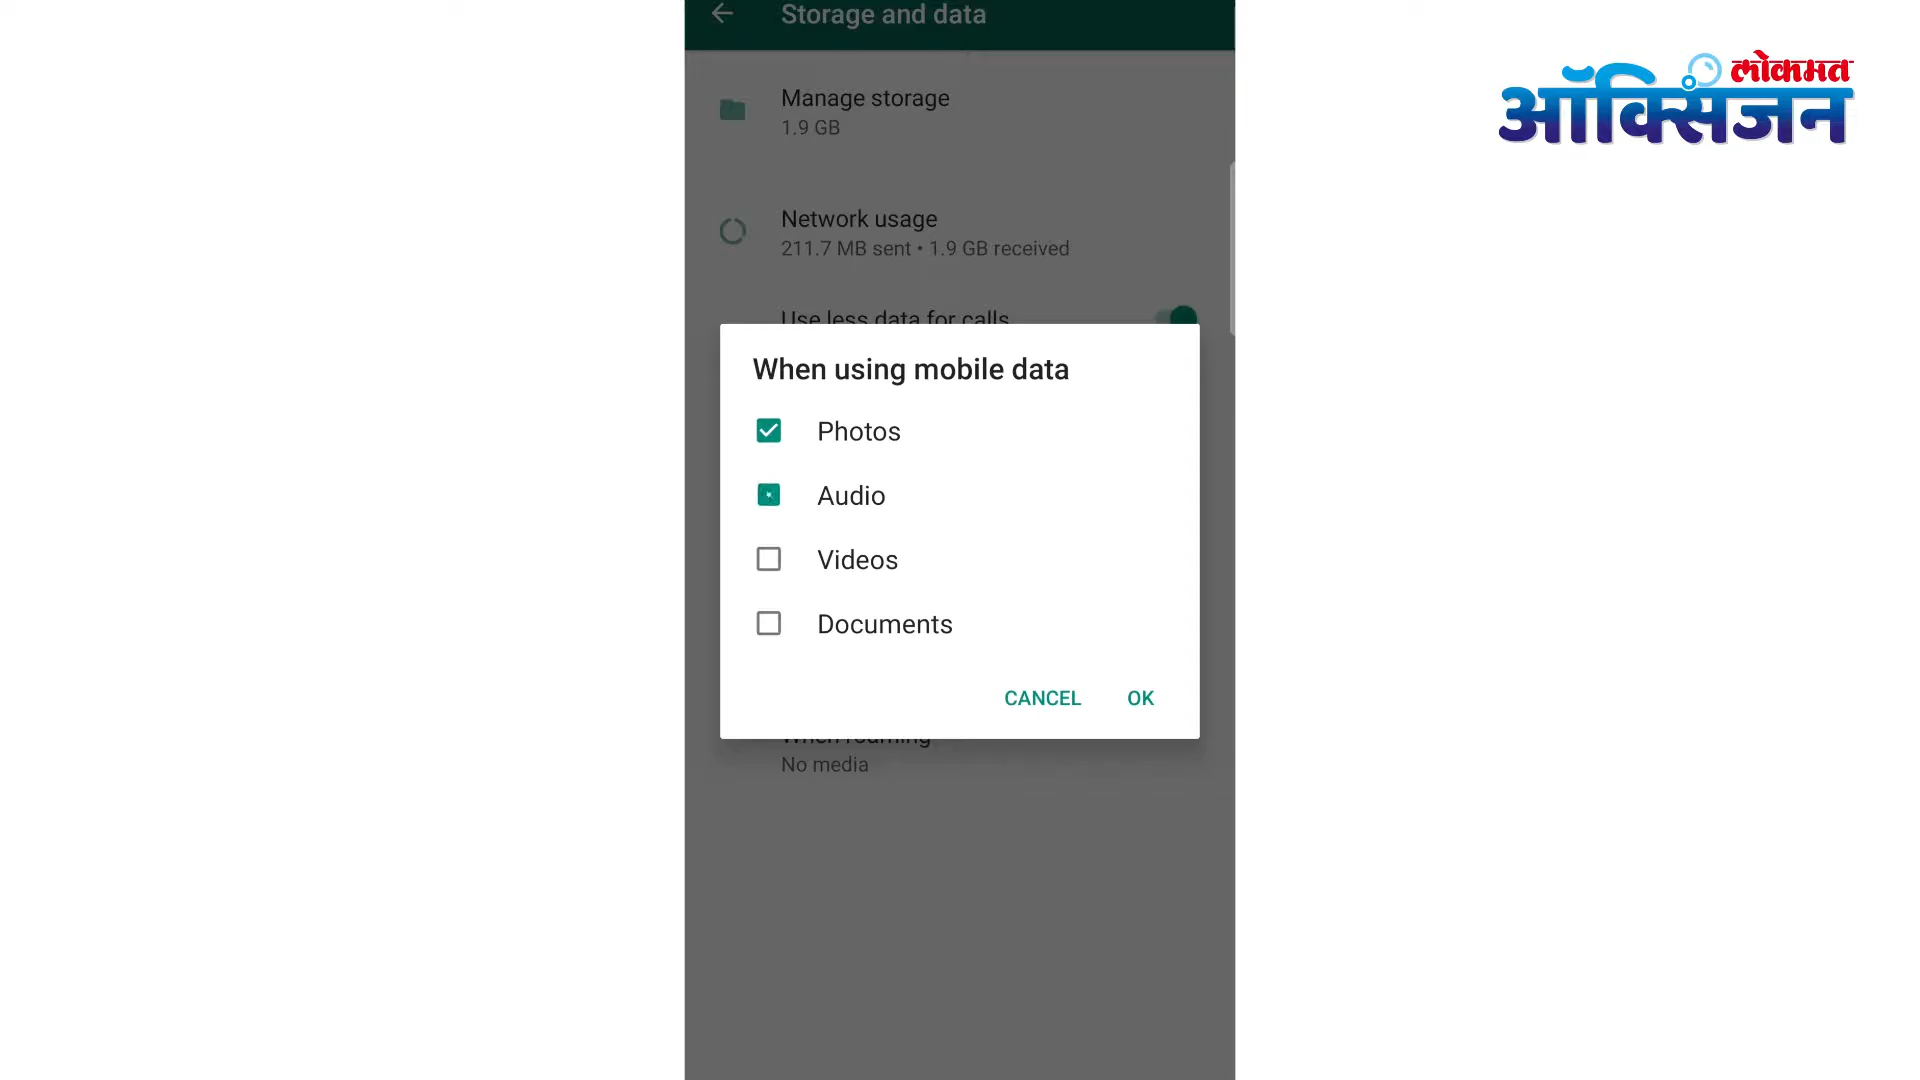 Storage and data
Manage storage
1.9 GB
Network usage
211.7 MB sent • 1.9 GB received
Use less data for calls
When using mobile data
Photos
Audio
Videos
Documents
CANCEL OK
When roaming
No media
लोकमत
ऑक्सिजन